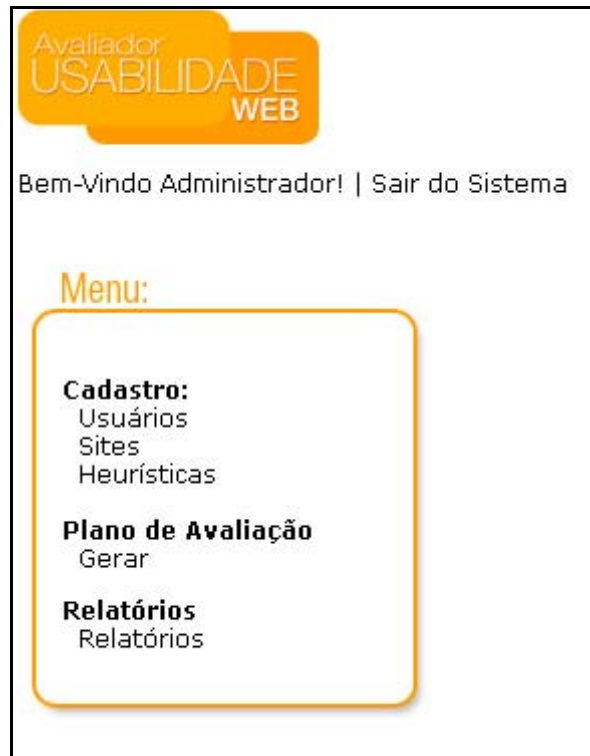 Avaliador
USABILIDADE
WEB
Bem-Vindo Administrador! | Sair do Sistema
Menu:
Cadastro:
Usuários
Sites
Heurísticas
Plano de Avaliação
Gerar
Relatórios
Relatórios